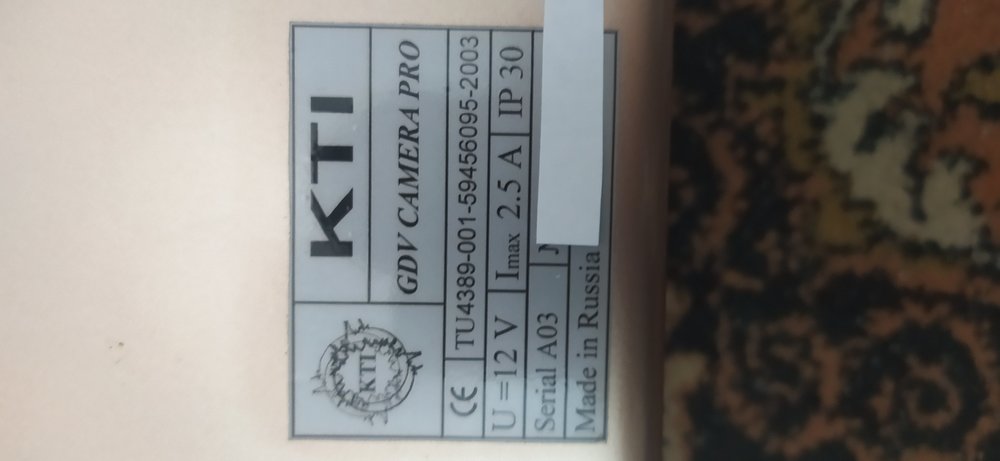 KTI
KTI
GDV CAMERA PRO
CE TU4389-001-59456095-2003
U =12 V Imax 2.5 A IP 30
Serial A03
Made in Russia